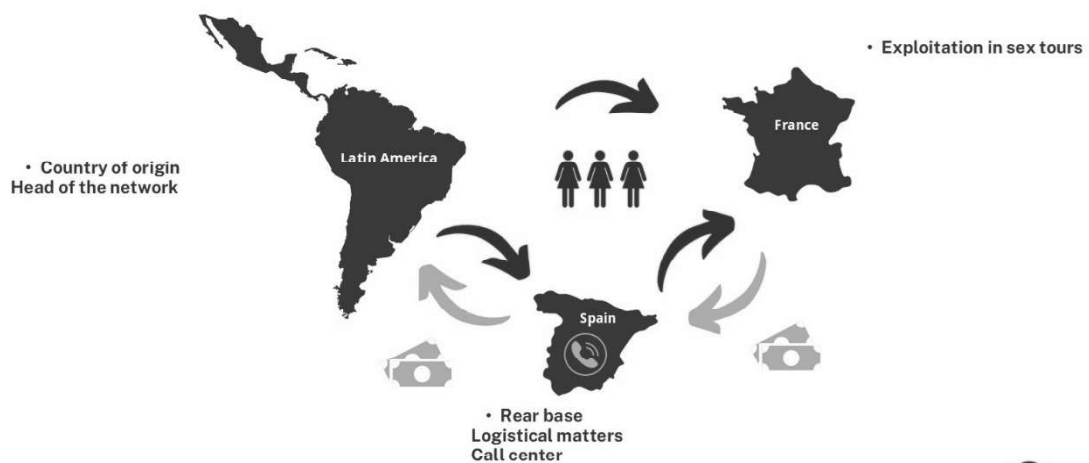 • Exploitation in sex tours
France
Latin America
• Country of origin
Head of the network
Spain
• Rear base
Logistical matters
Call center